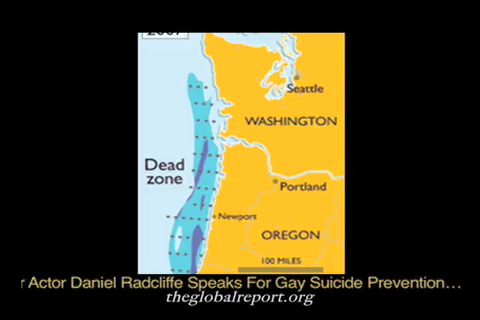 2007
Seattle
WASHINGTON
Dead
zone
Portland
Newport
OREGON
100 MILES
r Actor Daniel Radcliffe Speaks For Gay Suicide Prevention...
theglobalreport.org